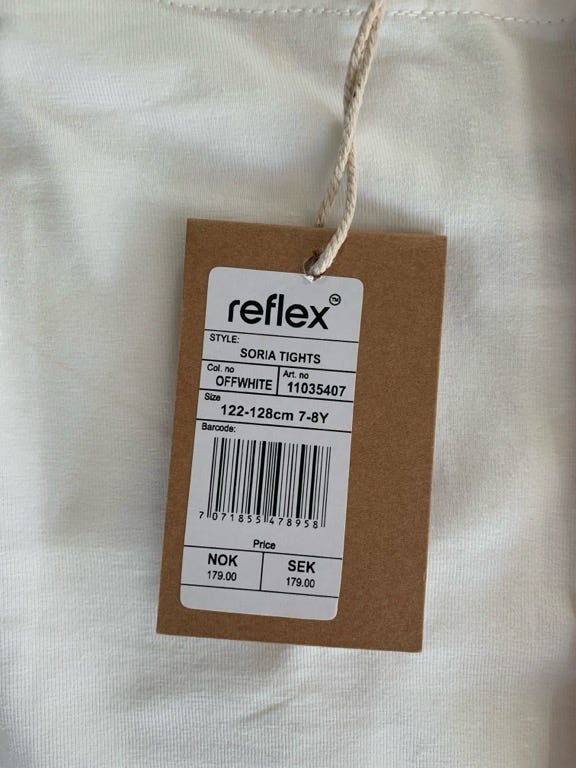 reflex™
STYLE:
SORIA TIGHTS
Col. no Art. no
OFFWHITE 11035407
Size
122-128cm 7-8Y
Barcode:
7 071855 478958
Price
NOK SEK
179.00 179.00